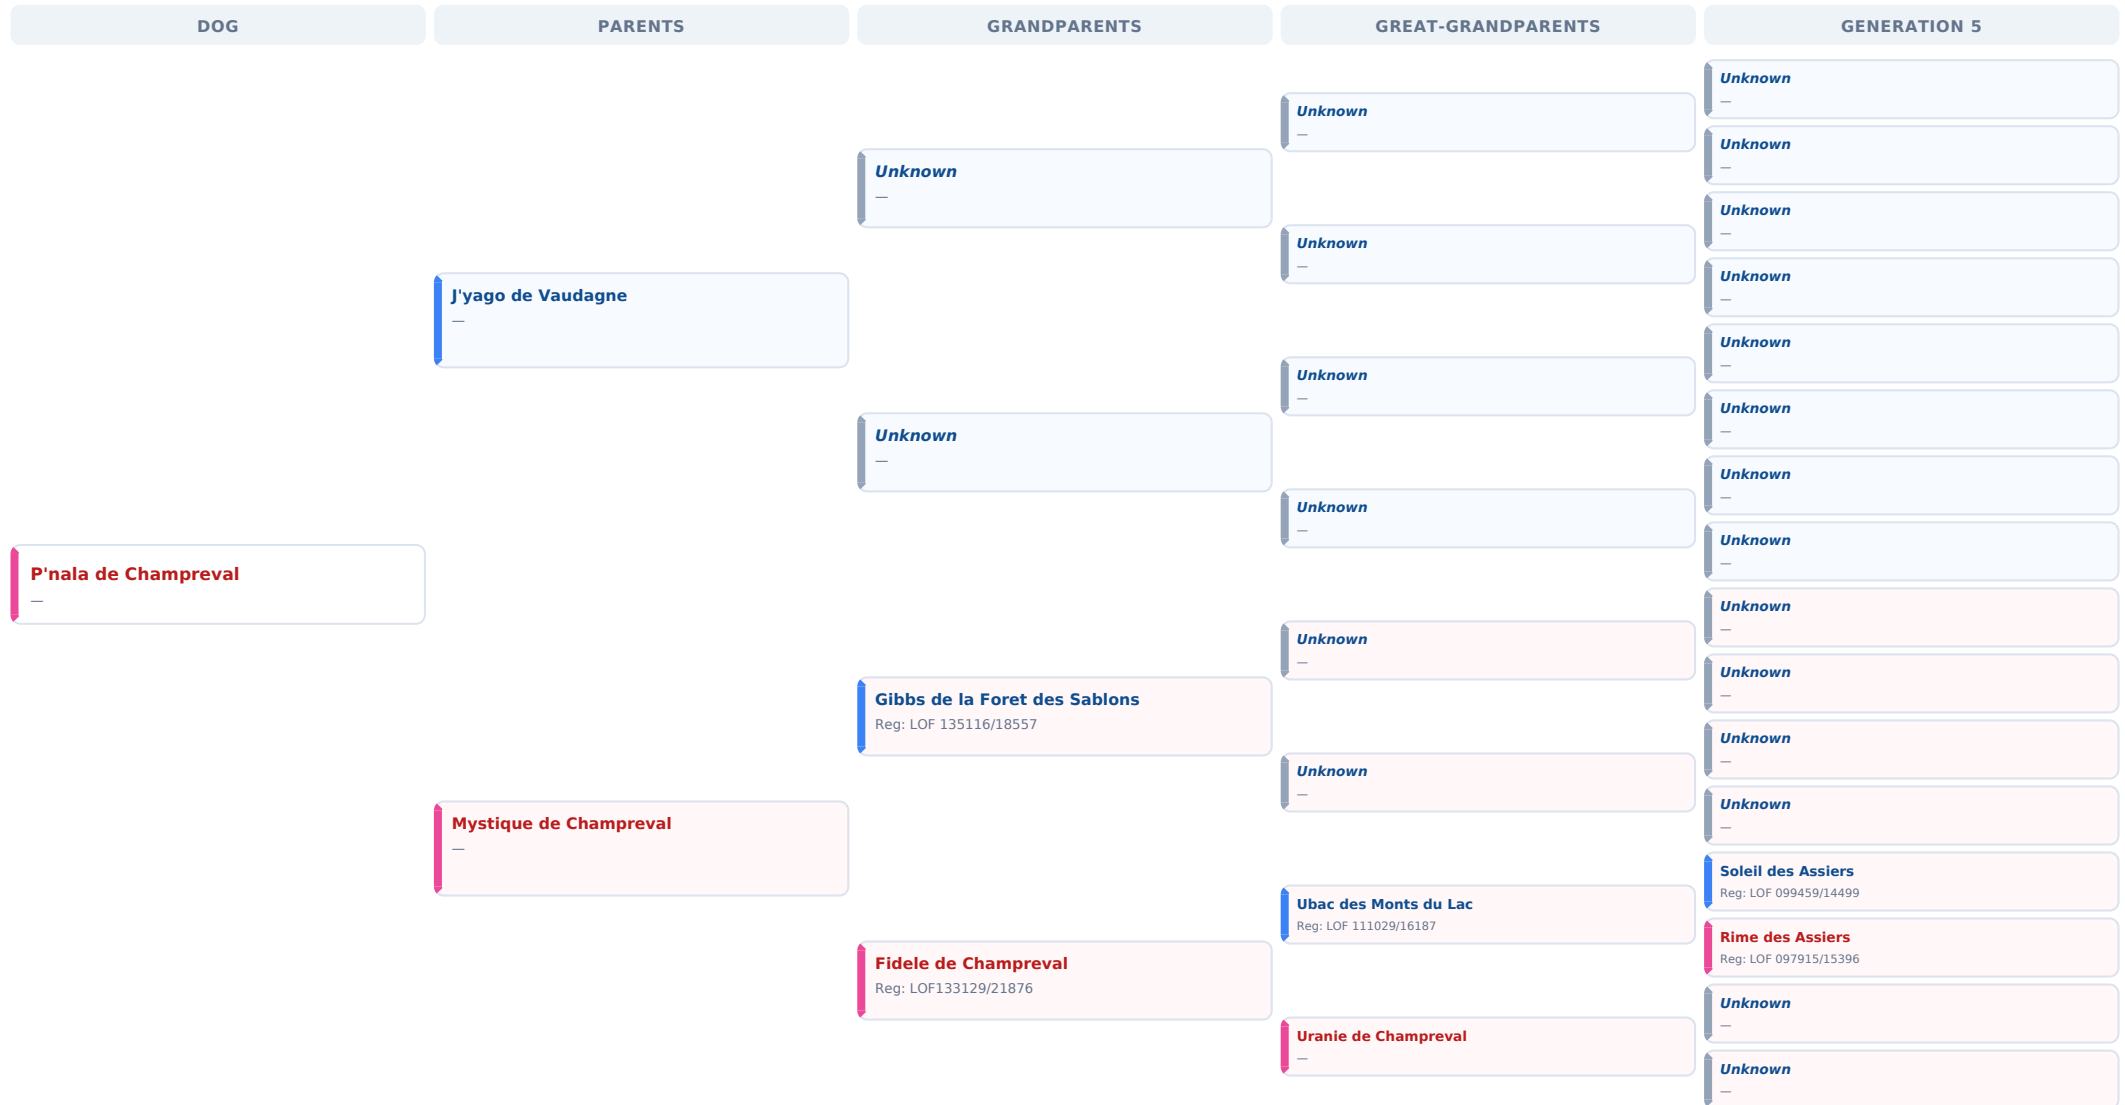 DOG
PARENTS
GRANDPARENTS
GREAT-GRANDPARENTS
GENERATION 5
P'nala de Champreval
—
J'yago de Vaudagne
—
Mystique de Champreval
—
Unknown
—
Unknown
—
Gibbs de la Foret des Sablons
Reg: LOF 135116/18557
Fidele de Champreval
Reg: LOF133129/21876
Unknown
—
Unknown
—
Unknown
—
Unknown
—
Unknown
—
Unknown
—
Ubac des Monts du Lac
Reg: LOF 111029/16187
Uranie de Champreval
—
Unknown
—
Unknown
—
Unknown
—
Unknown
—
Unknown
—
Unknown
—
Unknown
—
Unknown
—
Unknown
—
Unknown
—
Unknown
—
Unknown
—
Soleil des Assiers
Reg: LOF 099459/14499
Rime des Assiers
Reg: LOF 097915/15396
Unknown
—
Unknown
—